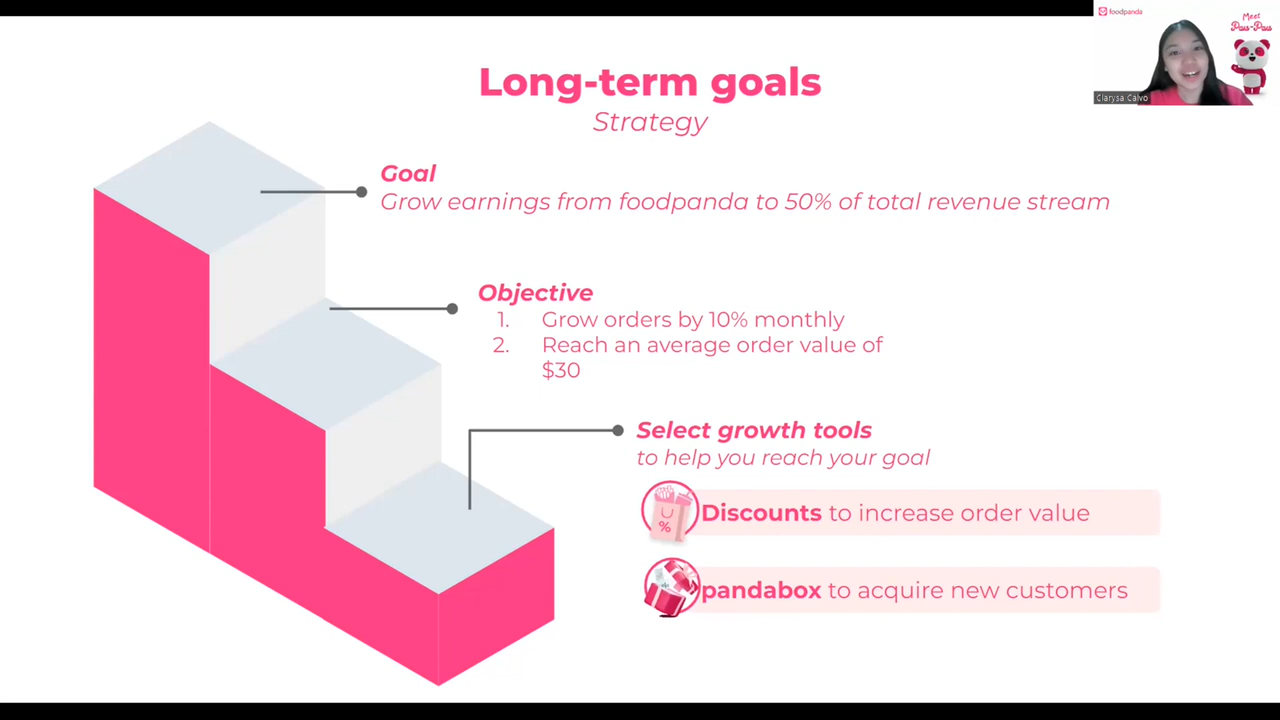 foodpanda
Meet
Pau-Pau
Clarysa Calvo
Long-term goals
Strategy
Goal
Grow earnings from foodpanda to 50% of total revenue stream
Objective
1. Grow orders by 10% monthly
2. Reach an average order value of
$30
Select growth tools
to help you reach your goal
%
Discounts to increase order value
pandabox to acquire new customers